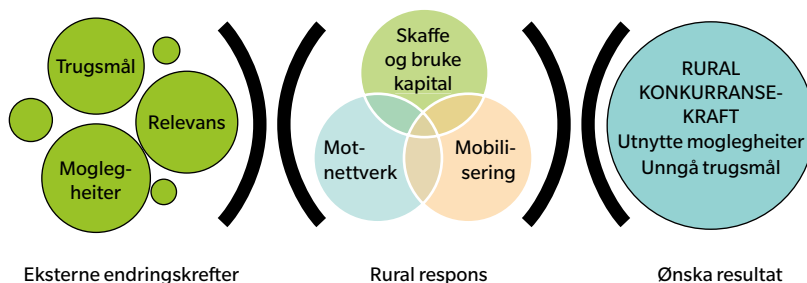 Trugsmål
Relevans
Mogleg-
heiter
Skaffe
og bruke
kapital
Mot-
nettverk
Mobili-
sering
RURAL
KONKURRANSE-
KRAFT
Utnytte moglegheiter
Unngå trugsmål
Eksterne endringskrefter
Rural respons
Ønska resultat